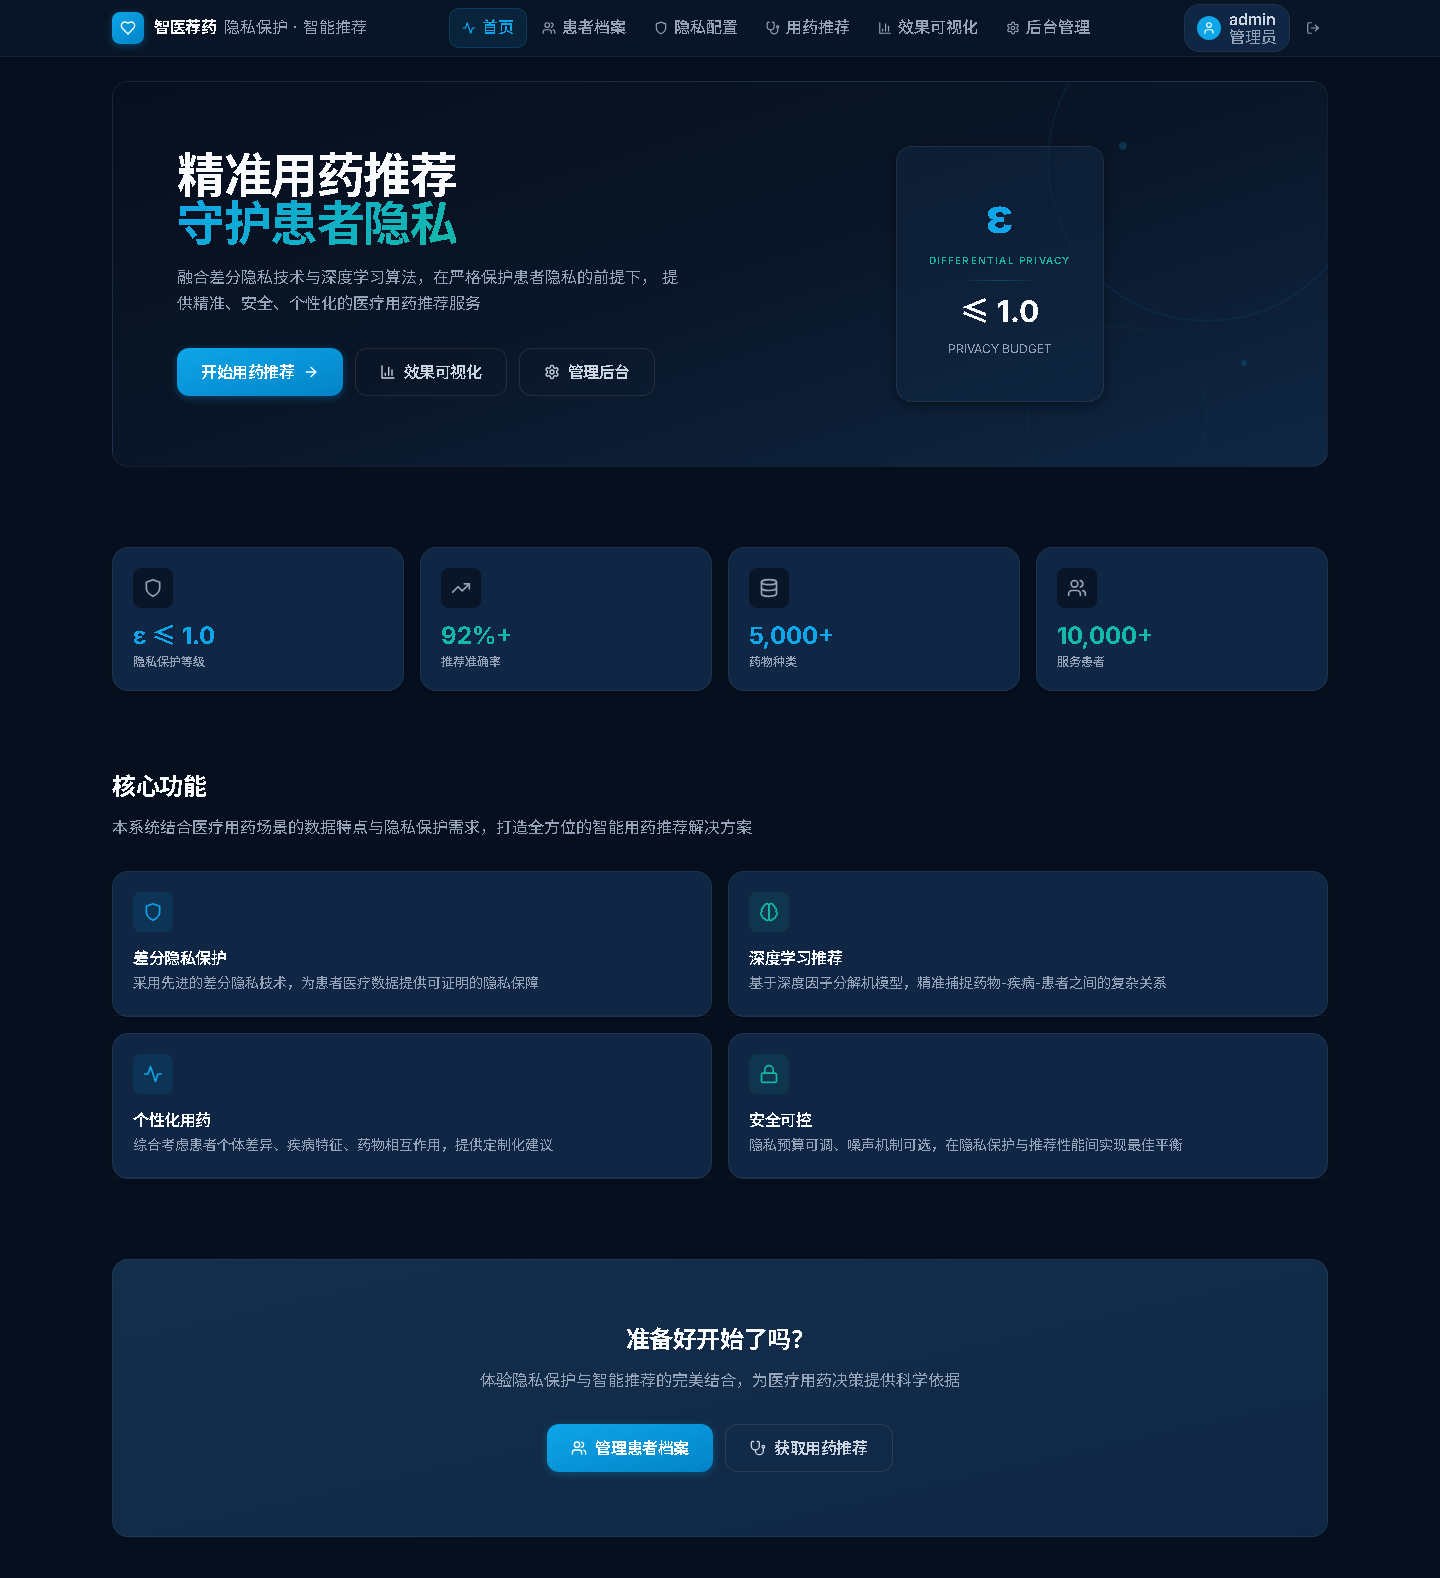 智医荐药 隐私保护 · 智能推荐
首页
患者档案
隐私配置
用药推荐
效果可视化
后台管理
admin
管理员
精准用药推荐
守护患者隐私
融合差分隐私技术与深度学习算法，在严格保护患者隐私的前提下， 提
供精准、安全、个性化的医疗用药推荐服务
开始用药推荐
效果可视化
管理后台
ε
DIFFERENTIAL PRIVACY
≤ 1.0
PRIVACY BUDGET
ε ≤ 1.0
隐私保护等级
92%+
推荐准确率
5,000+
药物种类
10,000+
服务患者
核心功能
本系统结合医疗用药场景的数据特点与隐私保护需求，打造全方位的智能用药推荐解决方案
差分隐私保护
采用先进的差分隐私技术，为患者医疗数据提供可证明的隐私保障
深度学习推荐
基于深度因子分解机模型，精准捕捉药物-疾病-患者之间的复杂关系
个性化用药
综合考虑患者个体差异、疾病特征、药物相互作用，提供定制化建议
安全可控
隐私预算可调、噪声机制可选，在隐私保护与推荐性能间实现最佳平衡
准备好开始了吗？
体验隐私保护与智能推荐的完美结合，为医疗用药决策提供科学依据
管理患者档案
获取用药推荐